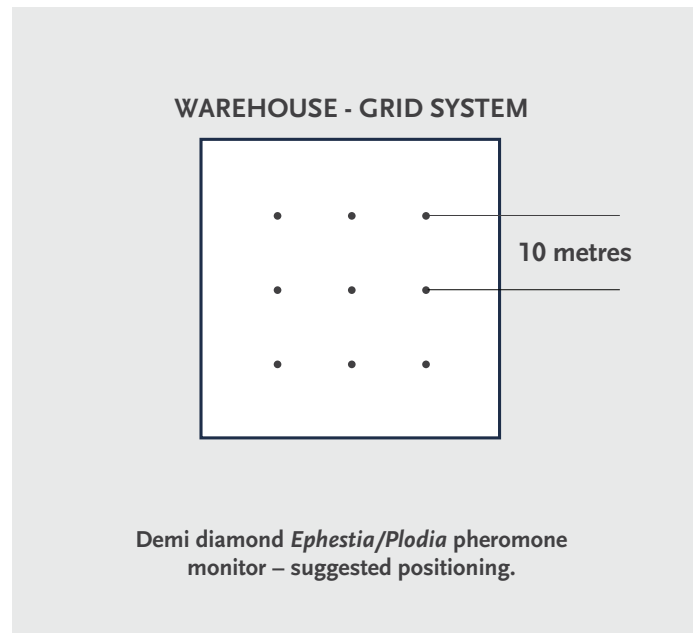 WAREHOUSE - GRID SYSTEM
10 metres
Demi diamond Ephestia/Plodia pheromone
monitor – suggested positioning.